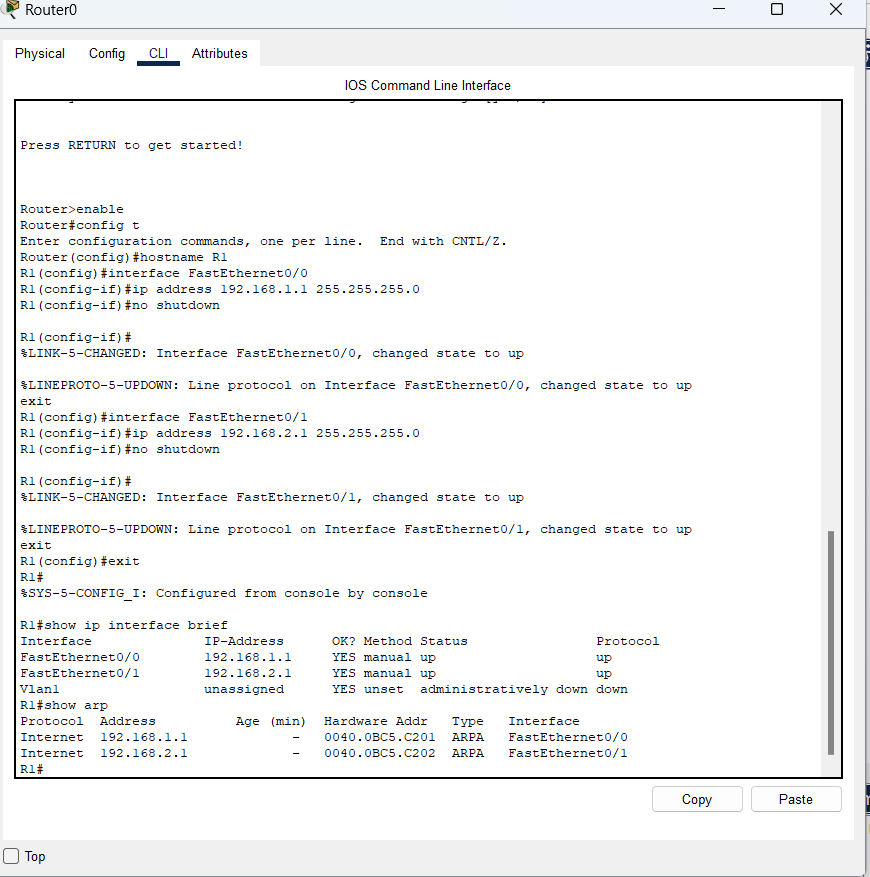 Router0
Physical Config CLI Attributes
IOS Command Line Interface
Press RETURN to get started!
Router>enable
Router#config t
Enter configuration commands, one per line.  End with CNTL/Z.
Router(config)#hostname R1
R1(config)#interface FastEthernet0/0
R1(config-if)#ip address 192.168.1.1 255.255.255.0
R1(config-if)#no shutdown
R1(config-if)#
%LINK-5-CHANGED: Interface FastEthernet0/0, changed state to up
%LINEPROTO-5-UPDOWN: Line protocol on Interface FastEthernet0/0, changed state to up
exit
R1(config)#interface FastEthernet0/1
R1(config-if)#ip address 192.168.2.1 255.255.255.0
R1(config-if)#no shutdown
R1(config-if)#
%LINK-5-CHANGED: Interface FastEthernet0/1, changed state to up
%LINEPROTO-5-UPDOWN: Line protocol on Interface FastEthernet0/1, changed state to up
exit
R1(config)#exit
R1#
%SYS-5-CONFIG_I: Configured from console by console
R1#show ip interface brief
Interface              IP-Address      OK? Method Status                Protocol
FastEthernet0/0        192.168.1.1     YES manual up                    up
FastEthernet0/1        192.168.2.1     YES manual up                    up
Vlan1                  unassigned      YES unset  administratively down down
R1#show arp
Protocol  Address          Age (min)  Hardware Addr   Type   Interface
Internet  192.168.1.1             -   0040.0BC5.C201  ARPA   FastEthernet0/0
Internet  192.168.2.1             -   0040.0BC5.C202  ARPA   FastEthernet0/1
R1#
Copy Paste
Top